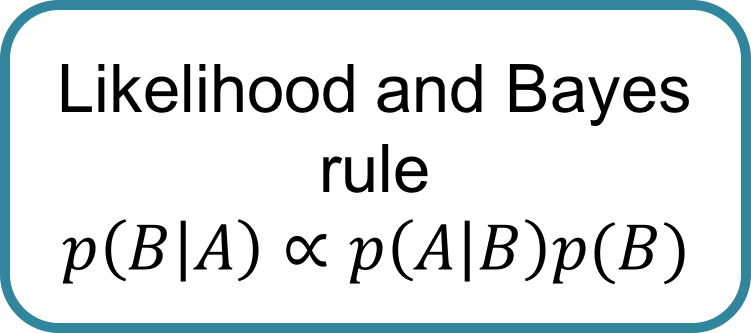 Likelihood and Bayes
rule
𝑝(𝐵|𝐴) ∝ 𝑝(𝐴|𝐵)𝑝(𝐵)